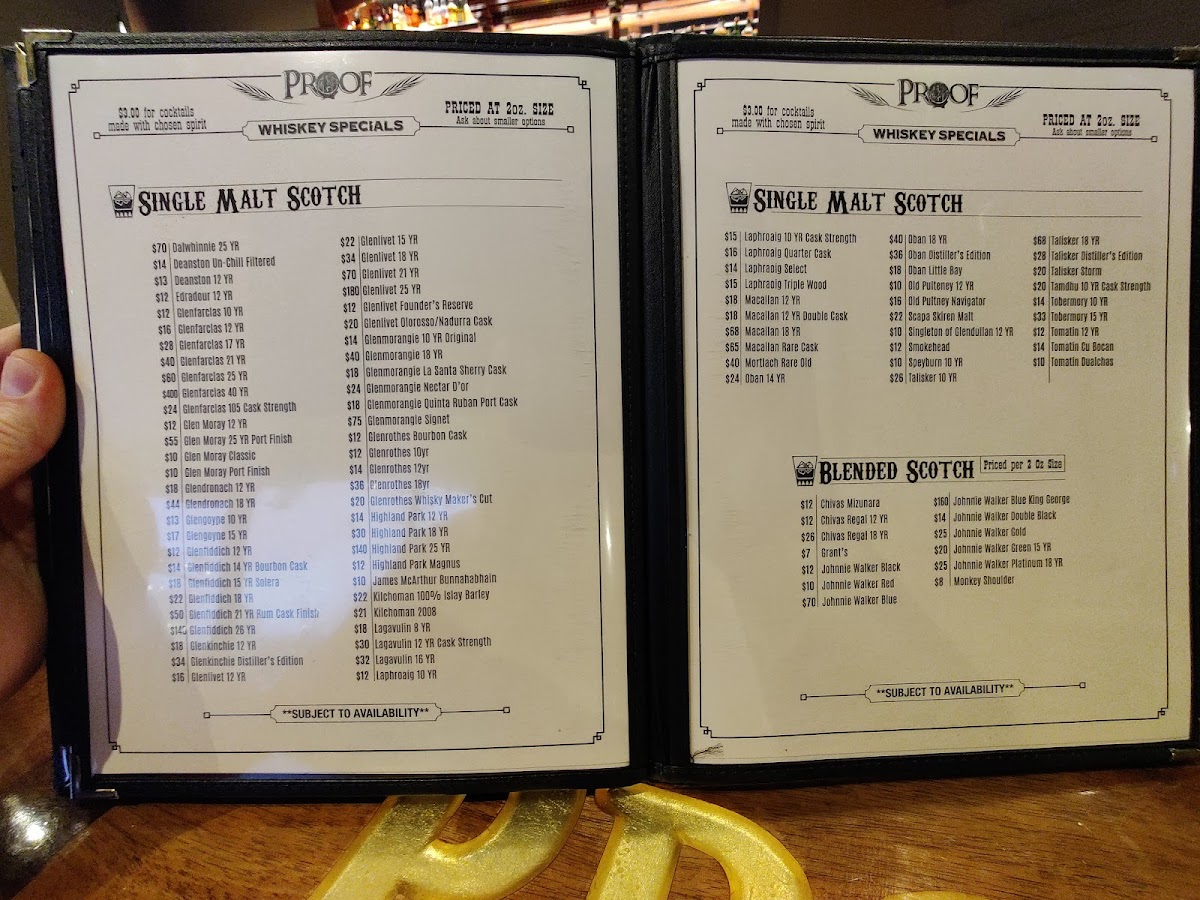 PROOF
$3.00 for cocktails
made with chosen spirit
PRICED AT 2oz. SIZE
Ask about smaller options
WHISKEY SPECIALS
SINGLE MALT SCOTCH
$70 Dalwhinnie 25 YR
$14 Deanston Un-Chill Filtered
$13 Deanston 12 YR
$12 Edradour 12 YR
$12 Glenfarclas 10 YR
$16 Glenfarclas 12 YR
$28 Glenfarclas 17 YR
$40 Glenfarclas 21 YR
$60 Glenfarclas 25 YR
$400 Glenfarclas 40 YR
$24 Glenfarclas 105 Cask Strength
$12 Glen Moray 12 YR
$55 Glen Moray 25 YR Port Finish
$10 Glen Moray Classic
$10 Glen Moray Port Finish
$18 Glendronach 12 YR
$44 Glendronach 18 YR
$13 Glengoyne 10 YR
$17 Glengoyne 15 YR
$12 Glenfiddich 12 YR
$14 Glenfiddich 14 YR Bourbon Cask
$18 Glenfiddich 15 YR Solera
$22 Glenfiddich 18 YR
$50 Glenfiddich 21 YR Rum Cask Finish
Glenfiddich 26 YR
$18 Glenkinchie 12 YR
$34 Glenkinchie Distiller's Edition
$16 Glenlivet 12 YR
$22 Glenlivet 15 YR
$34 Glenlivet 18 YR
$70 Glenlivet 21 YR
$180 Glenlivet 25 YR
$12 Glenlivet Founder's Reserve
$20 Glenlivet Olorosso/Nadurra Cask
$14 Glenmorangie 10 YR Original
$40 Glenmorangie 18 YR
$18 Glenmorangie La Santa Sherry Cask
$24 Glenmorangie Nectar D'or
$18 Glenmorangie Quinta Ruban Port Cask
$75 Glenmorangie Signet
$12 Glenrothes Bourbon Cask
$12 Glenrothes 10yr
$14 Glenrothes 12yr
$36 18yr
$20 Glenrothes Whisky Maker's Cut
$14 Highland Park 12 YR
$30 Highland Park 18 YR
$140 Highland Park 25 YR
$12 Highland Park Magnus
$10 James McArthur Bunnahabhain
$22 Kilchoman 100% Islay Barley
$21 Kilchoman 2008
$18 Lagavulin 8 YR
$30 Lagavulin 12 YR Cask Strength
$32 Lagavulin 16 YR
$12 Laphroaig 10 YR
**SUBJECT TO AVAILABILITY**
PROOF
$3.00 for cocktails
made with chosen spirit
PRICED AT 2oz. SIZE
Ask about smaller options
WHISKEY SPECIALS
SINGLE MALT SCOTCH
$15 Laphroaig 10 YR Cask Strength
$16 Laphroaig Quarter Cask
$14 Laphroaig Select
$15 Laphroaig Triple Wood
$18 Macallan 12 YR
$18 Macallan 12 YR Double Cask
$68 Macallan 18 YR
$65 Macallan Rare Cask
$40 Mortlach Rare Old
$24 Oban 14 YR
$40 Oban 18 YR
$36 Oban Distiller's Edition
$18 Oban Little Bay
$10 Old Pulteney 12 YR
$16 Old Pultney Navigator
$22 Scapa Skiren Malt
$10 Singleton of Glendullan 12 YR
$12 Smokehead
$10 Speyburn 10 YR
$26 Talisker 10 YR
$68 Talisker 18 YR
$28 Talisker Distiller's Edition
$20 Talisker Storm
$20 Tamdhu 10 YR Cask Strength
$14 Tobermory 10 YR
$33 Tobermory 15 YR
$12 Tomatin 12 YR
$14 Tomatin Cu Bocan
$10 Tomatin Dualchas
BLENDED SCOTCH Priced per 2 Oz Size
$12 Chivas Mizunara
$12 Chivas Regal 12 YR
$26 Chivas Regal 18 YR
$7 Grant's
$12 Johnnie Walker Black
$10 Johnnie Walker Red
$70 Johnnie Walker Blue
$160 Johnnie Walker Blue King George
$14 Johnnie Walker Double Black
$25 Johnnie Walker Gold
$20 Johnnie Walker Green 15 YR
$25 Johnnie Walker Platinum 18 YR
$8 Monkey Shoulder
**SUBJECT TO AVAILABILITY**